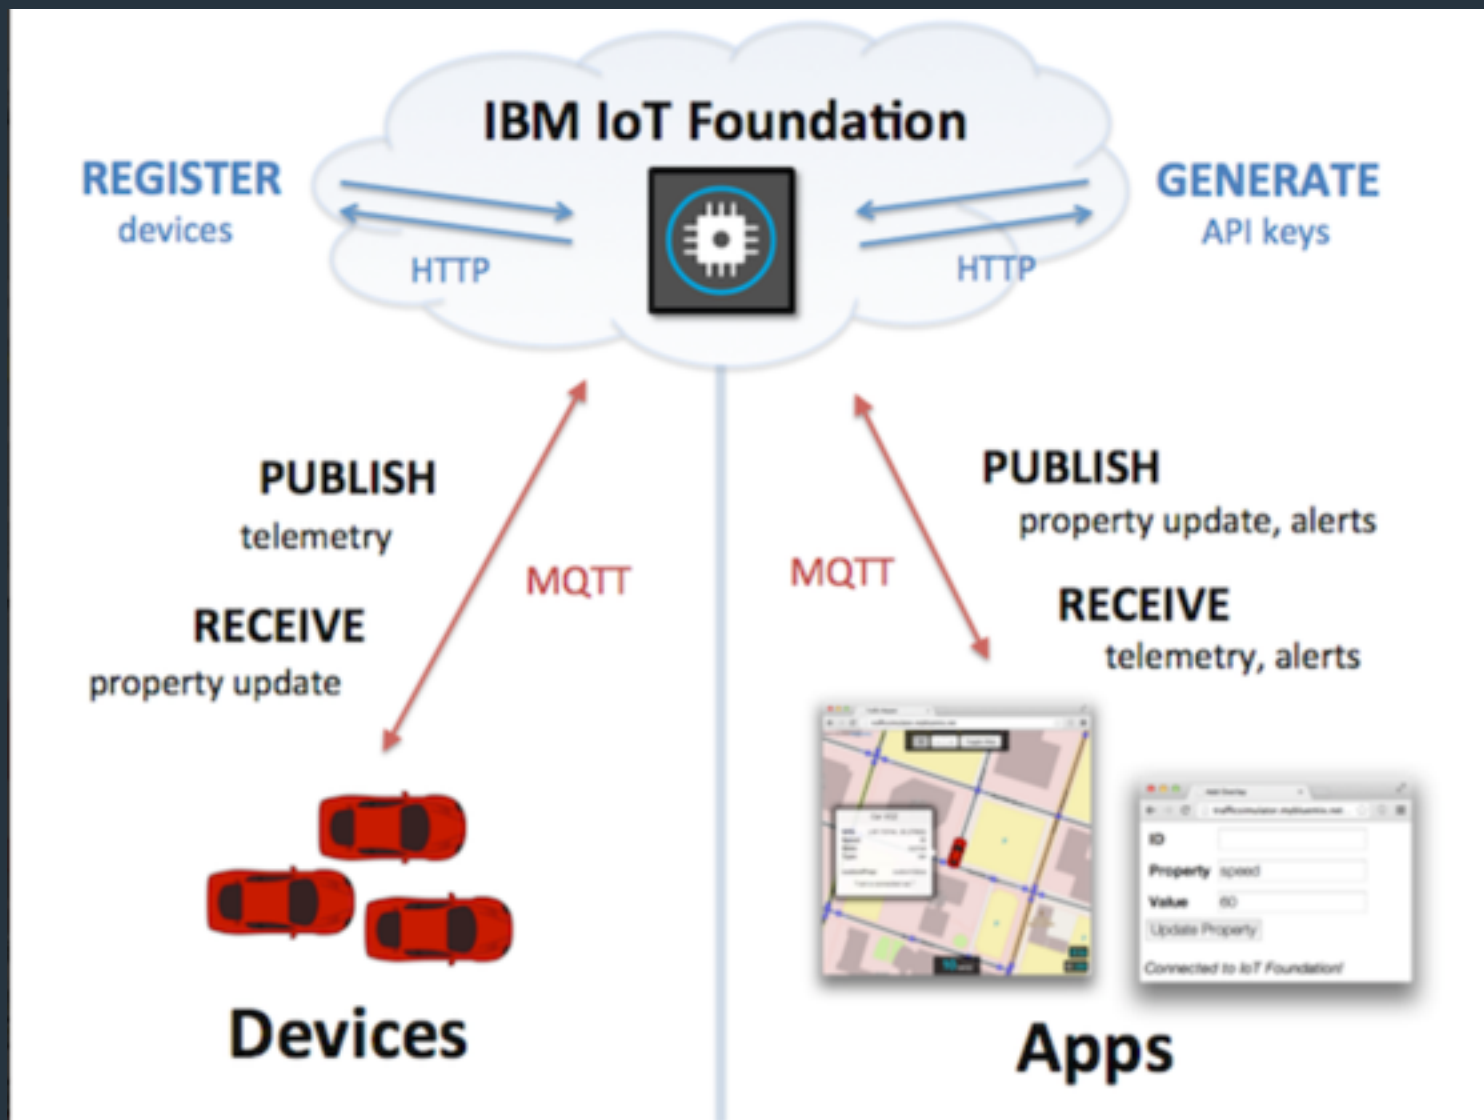 IBM IoT Foundation
REGISTER
devices
HTTP
GENERATE
API keys
HTTP
PUBLISH
telemetry
RECEIVE
property update
MQTT
MQTT
PUBLISH
property update, alerts
RECEIVE
telemetry, alerts
ID
Property speed
Value 60
Update Property
Connected to IoT Foundation!
Devices
Apps